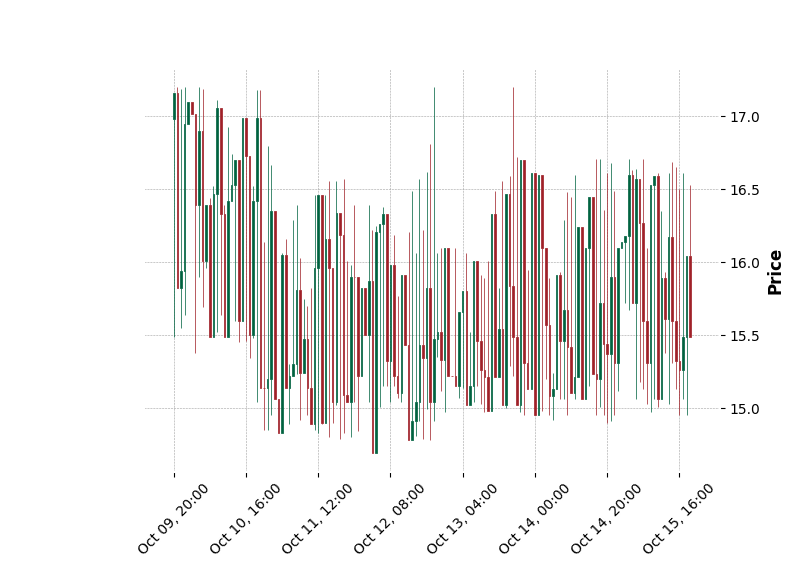 17.0
16.5
16.0
15.5
15.0
Price
Oct 09, 20:00
Oct 10, 16:00
Oct 11, 12:00
Oct 12, 08:00
Oct 13, 04:00
Oct 14, 00:00
Oct 14, 20:00
Oct 15, 16:00